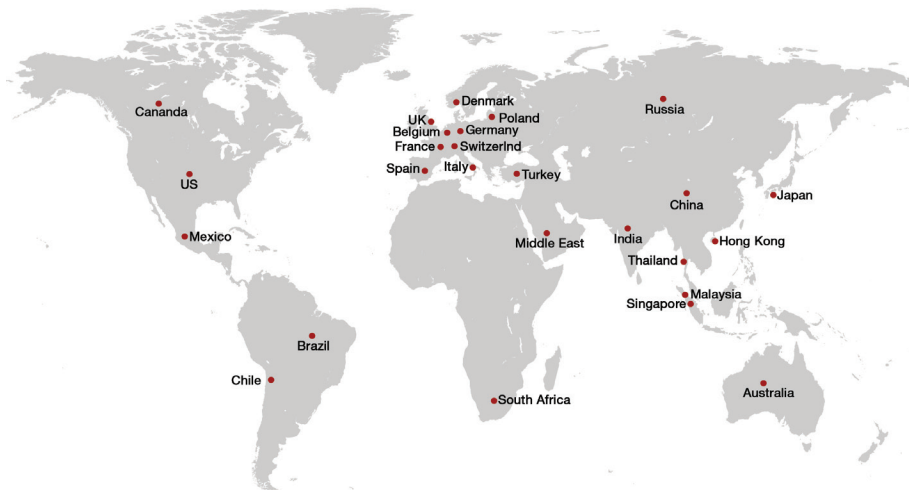 Cananda
Denmark
Russia
UK
Poland
Belgium
Germany
France
SwitzerInd
Spain
Italy
Turkey
US
China
Japan
Mexico
Middle East
India
Hong Kong
Thailand
Malaysia
Singapore
Brazil
Chile
Australia
South Africa